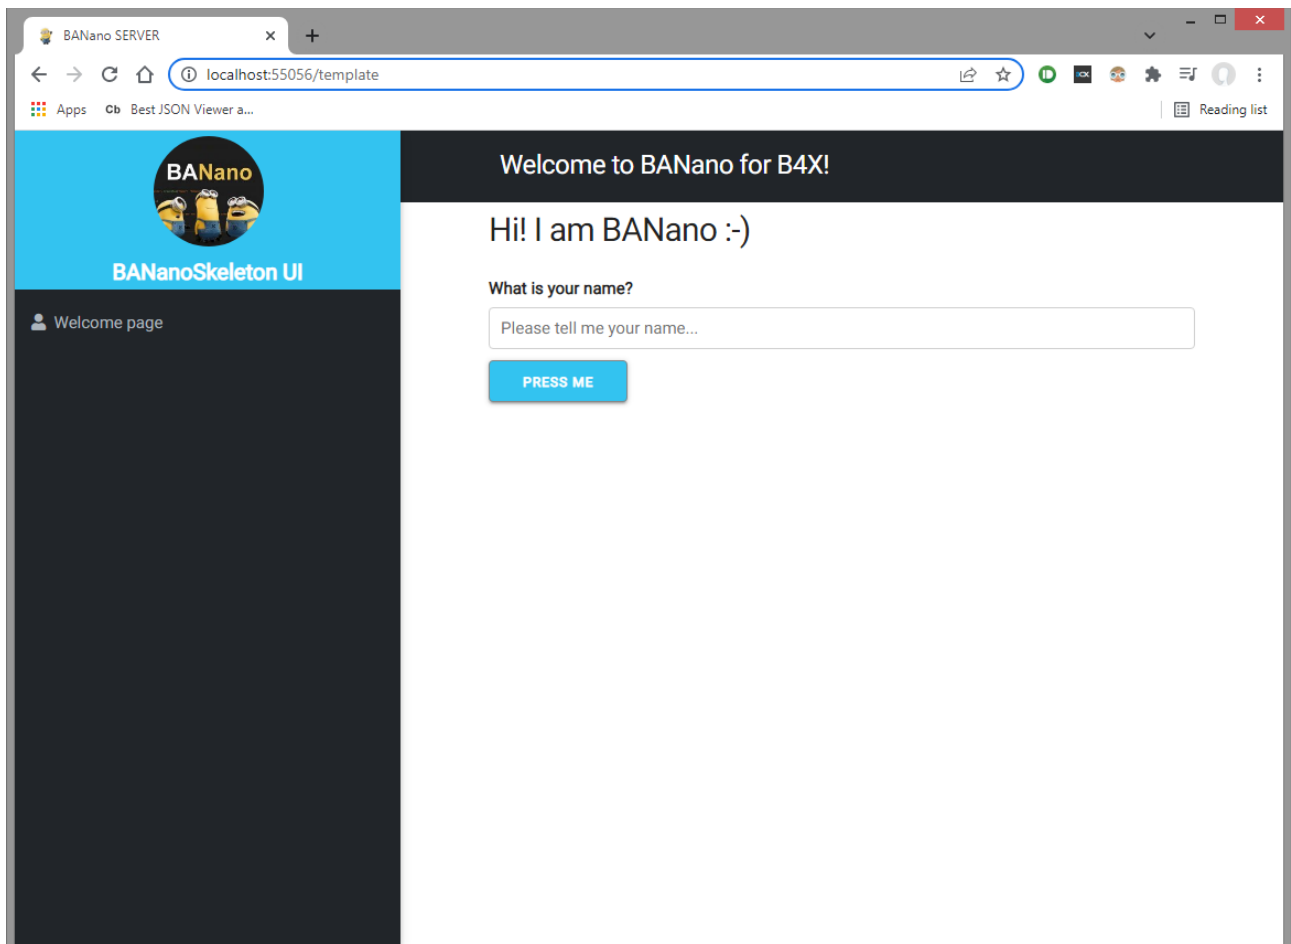 BANano SERVER
localhost:55056/template
Apps
Cb Best JSON Viewer a...
Reading list
BANano
BANanoSkeleton UI
Welcome page
Welcome to BANano for B4X!
Hi! I am BANano :-)
What is your name?
Please tell me your name...
PRESS ME